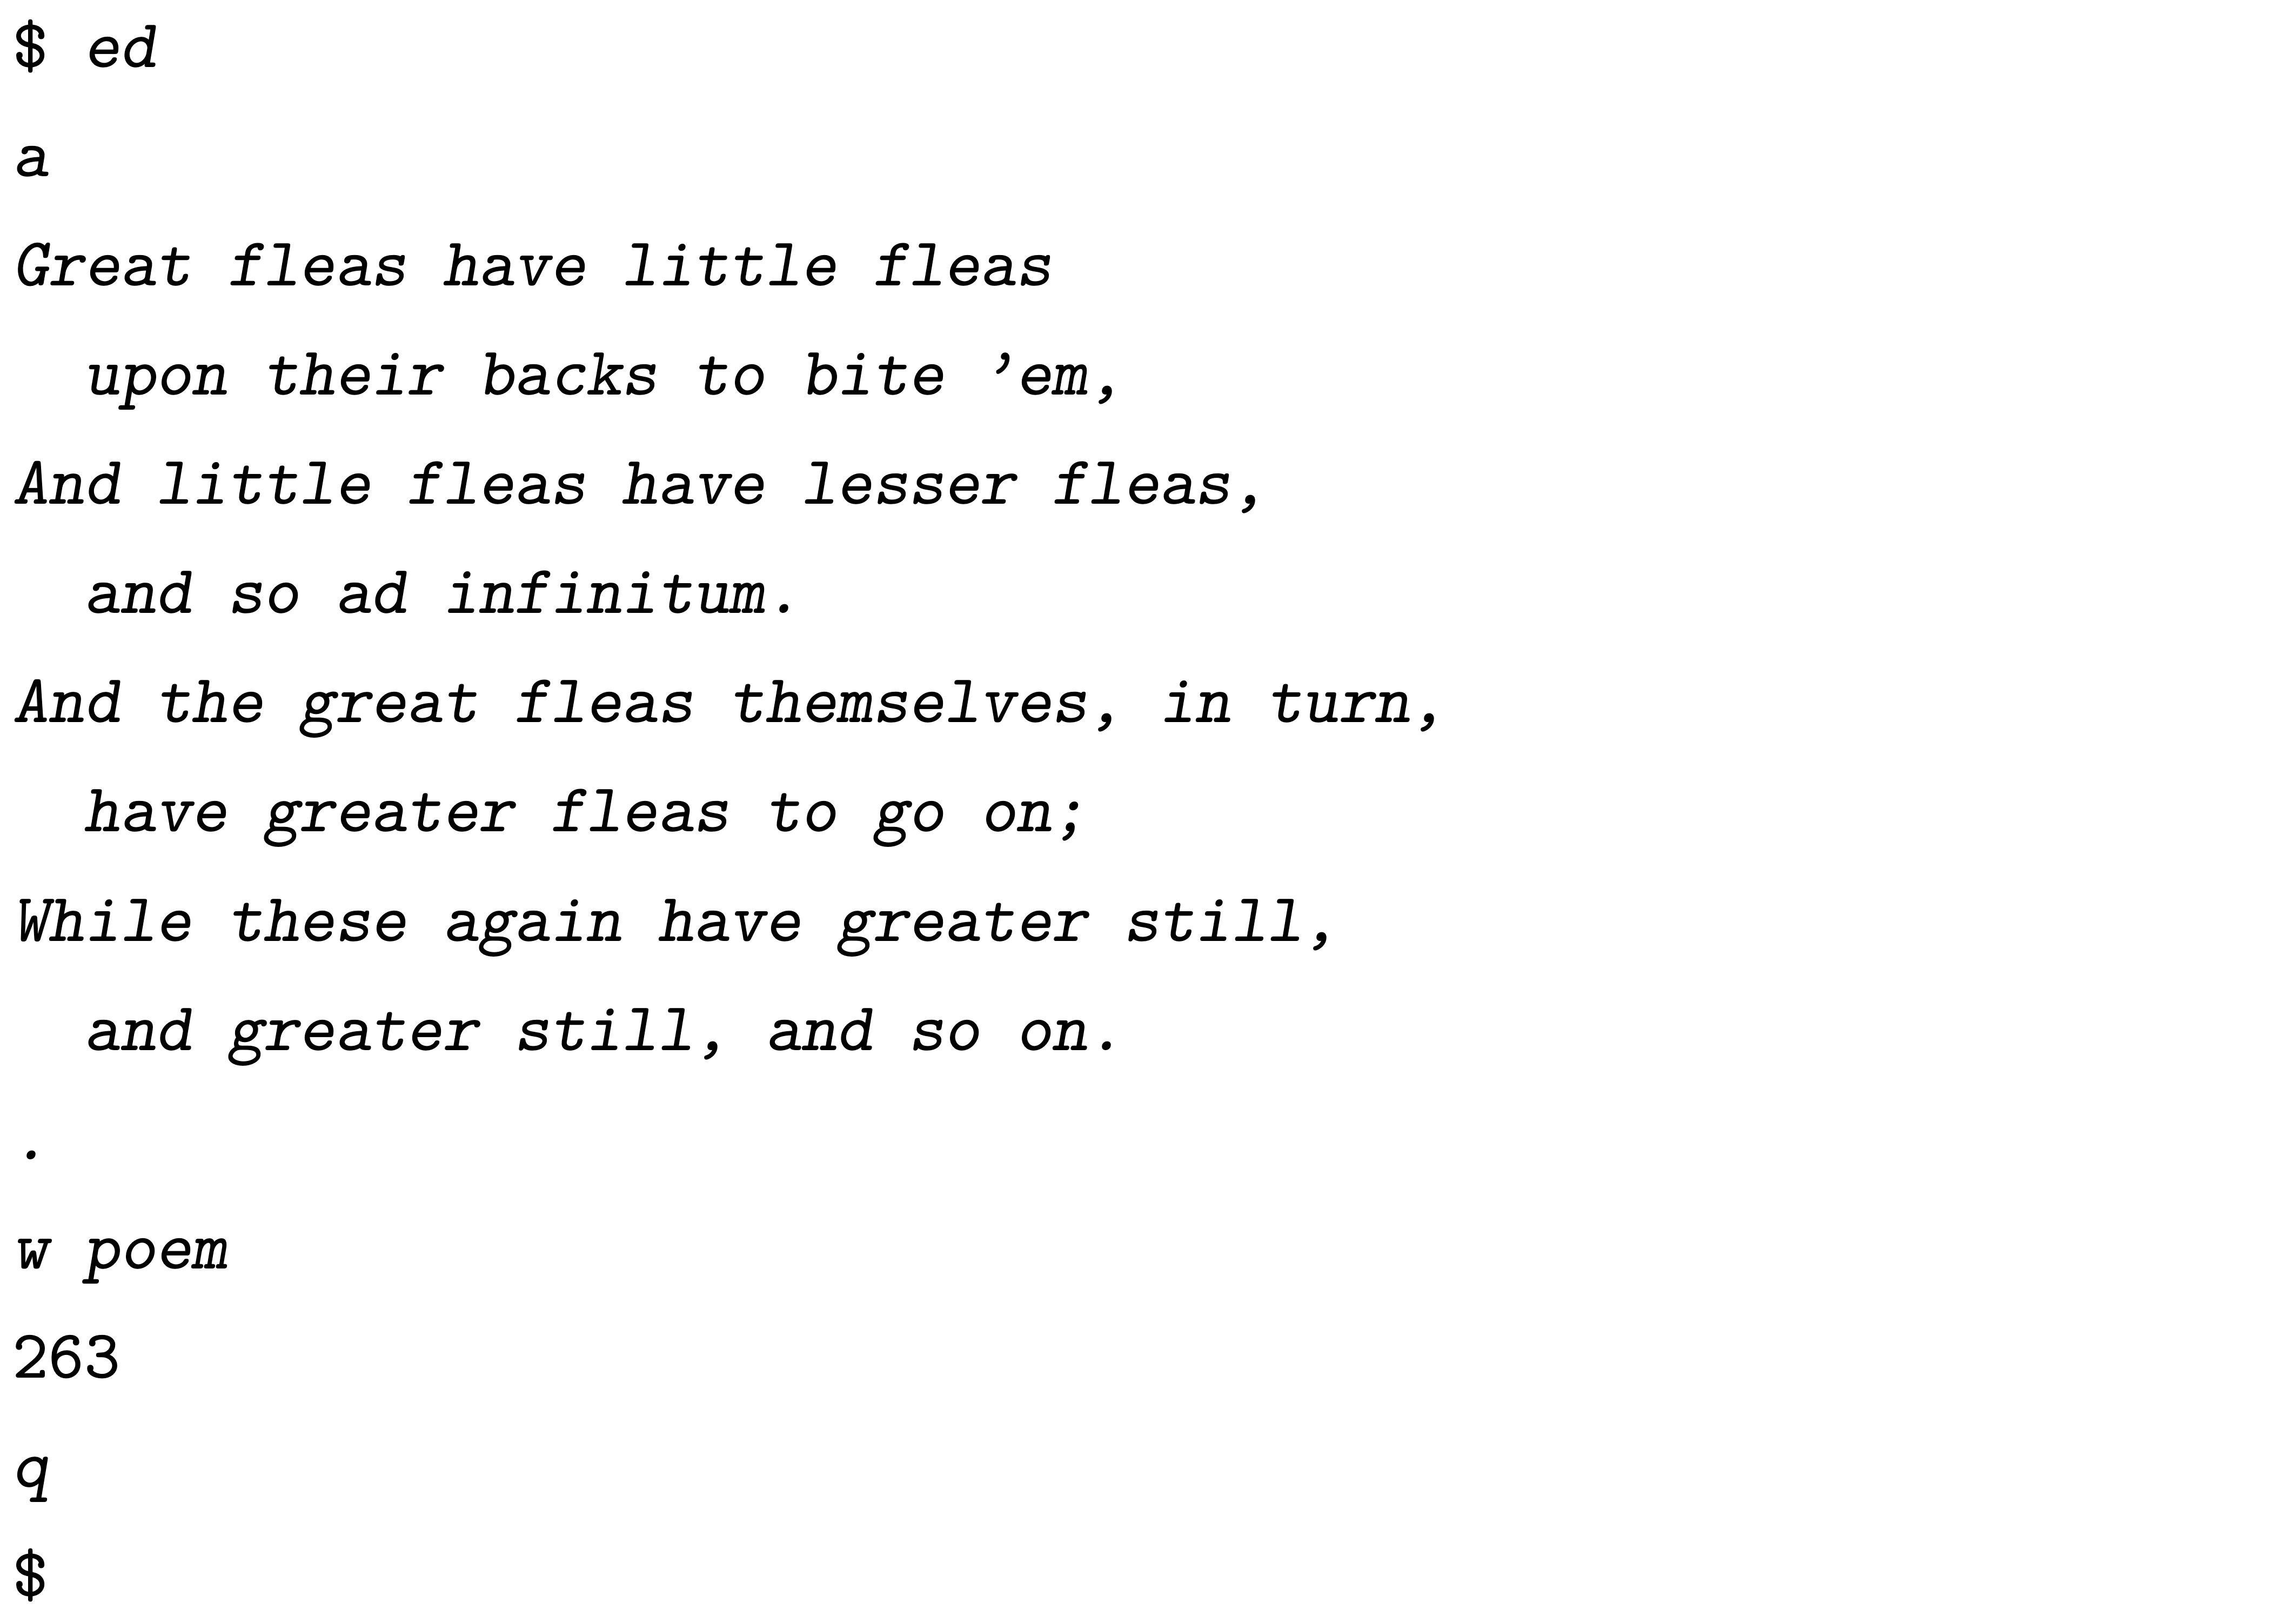 $ ed
a
Great fleas have little fleas
  upon their backs to bite ’em,
And little fleas have lesser fleas,
  and so ad infinitum.
And the great fleas themselves, in turn,
  have greater fleas to go on;
While these again have greater still,
  and greater still, and so on.
.
w poem
263
q
$